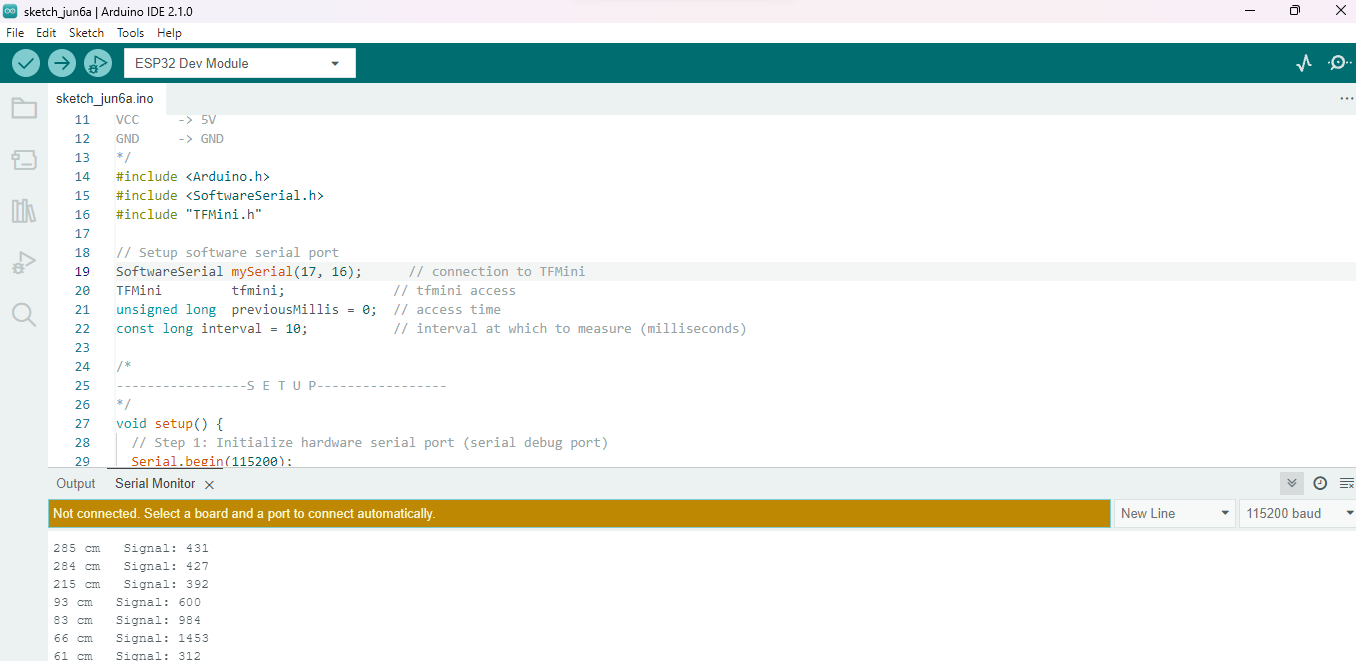 sketch_jun6a | Arduino IDE 2.1.0
File Edit Sketch Tools Help
ESP32 Dev Module
sketch_jun6a.ino
11 VCC -> 5V
12 GND -> GND
13 */
14 #include <Arduino.h>
15 #include <SoftwareSerial.h>
16 #include "TFMini.h"
17
18 // Setup software serial port
19 SoftwareSerial mySerial(17, 16); // connection to TFMini
20 TFMini tfmini; // tfmini access
21 unsigned long previousMillis = 0; // access time
22 const long interval = 10; // interval at which to measure (milliseconds)
23
24 /*
25 -----------------S E T U P-----------------
26 */
27 void setup() {
28 // Step 1: Initialize hardware serial port (serial debug port)
29 Serial.begin(115200);
Output Serial Monitor
Not connected. Select a board and a port to connect automatically.
New Line
115200 baud
285 cm Signal: 431
284 cm Signal: 427
215 cm Signal: 392
93 cm Signal: 600
83 cm Signal: 984
66 cm Signal: 1453
61 cm Signal: 312